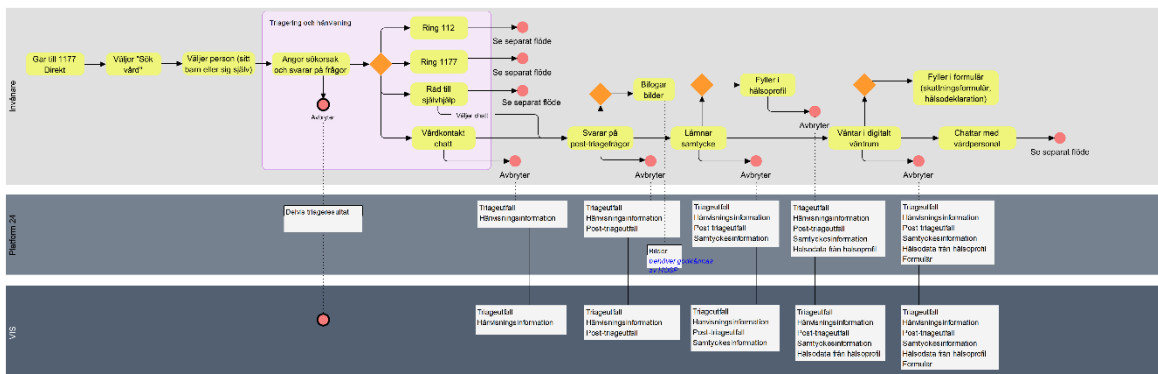 Invånare
Triagering och hänvisning
Går till 1177
Direkt
Väljer "Sök
vård"
Väljer person (sitt
barn eller sig själv)
Angor sökorsak
och svarar på frågor
Avbryter
Ring 112
Se separat flöde
Ring 1177
Se separat flöde
Råd till
självhjälp
Se separat flöde
Väljer chatt
Vårdkontakt
chatt
Avbryter
Svarar på
post-triagefrågor
Avbryter
Bifogar
bilder
Lämnar
samtycke
Avbryter
Fyller i
hälsoprofil
Avbryter
Väntar i digitalt
väntrum
Avbryter
Fyller i formulär
(skattningsformulär,
hälsodeklaration)
Chattar med
vårdpersonal
Se separat flöde
Platform 24
Delvis triageresultat
Triageutfall
Hänvisningsinformation
Triageutfall
Hänvisningsinformation
Post-triageutfall
Bilder
behöver godkännas
av HOSP
Triageutfall
Hänvisningsinformation
Post triageutfall
Samtyckesinformation
Triageutfall
Hänvisningsinformation
Post-triageutfall
Samtyckesinformation
Hälsodata från hälsoprofil
Triageutfall
Hänvisningsinformation
Post triageutfall
Samtyckesinformation
Hälsodata från hälsoprofil
Formulär
VIS
Triageutfall
Hänvisningsinformation
Triageutfall
Hänvisningsinformation
Post-triageutfall
Triageutfall
Hänvisningsinformation
Post-triageutfall
Samtyckesinformation
Triageutfall
Hänvisningsinformation
Post-triageutfall
Samtyckesinformation
Hälsodata från hälsoprofil
Triageutfall
Hänvisningsinformation
Post-triageutfall
Samtyckesinformation
Hälsodata från hälsoprofil
Formulär